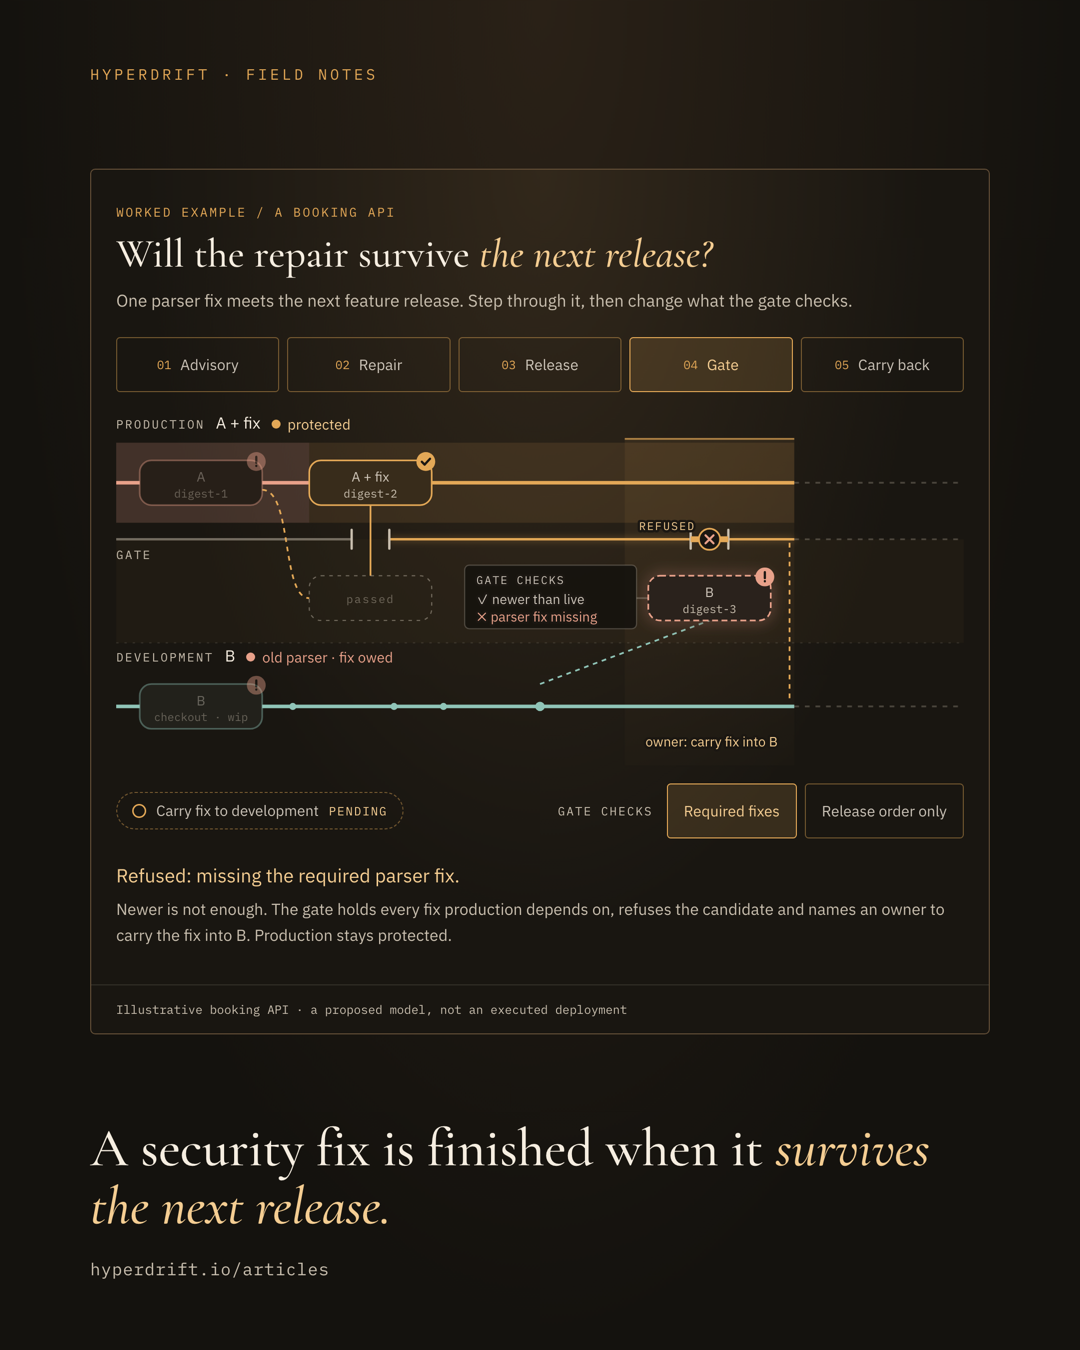 HYPERDRIFT · FIELD NOTES
WORKED EXAMPLE / A BOOKING API
Will the repair survive the next release?
One parser fix meets the next feature release. Step through it, then change what the gate checks.
01 Advisory
02 Repair
03 Release
04 Gate
05 Carry back
PRODUCTION A + fix protected
A
digest-1
!
A + fix
digest-2
REFUSED
GATE
passed
GATE CHECKS
✓ newer than live
✕ parser fix missing
B
digest-3
!
DEVELOPMENT B old parser · fix owed
B
checkout · wip
!
owner: carry fix into B
Carry fix to development PENDING
GATE CHECKS
Required fixes
Release order only
Refused: missing the required parser fix.
Newer is not enough. The gate holds every fix production depends on, refuses the candidate and names an owner to
carry the fix into B. Production stays protected.
Illustrative booking API · a proposed model, not an executed deployment
A security fix is finished when it survives
the next release.
hyperdrift.io/articles